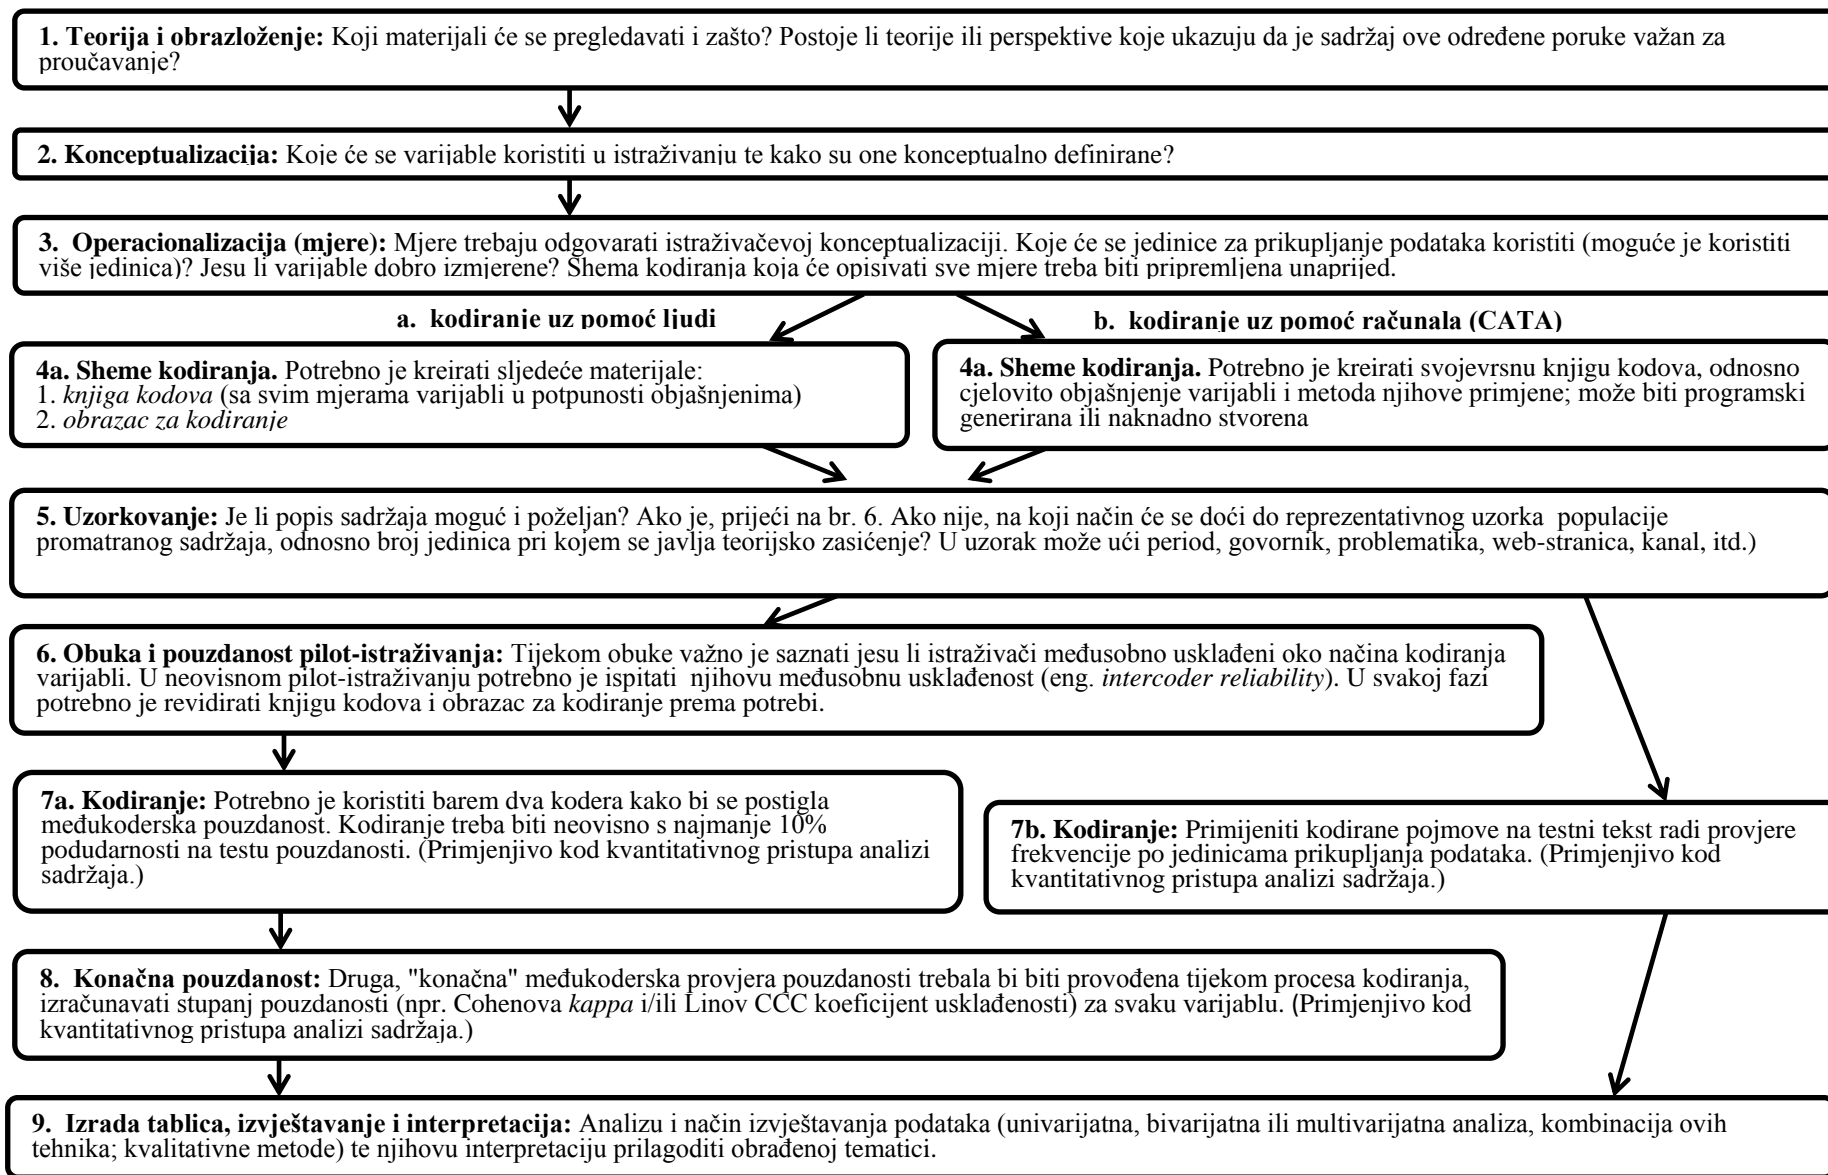 1. Teorija i obrazloženje: Koji materijali će se pregledavati i zašto? Postoje li teorije ili perspektive koje ukazuju da je sadržaj ove određene poruke važan za
proučavanje?
2. Konceptualizacija: Koje će se varijable koristiti u istraživanju te kako su one konceptualno definirane?
3. Operacionalizacija (mjere): Mjere trebaju odgovarati istraživačevoj konceptualizaciji. Koje će se jedinice za prikupljanje podataka koristiti (moguće je koristiti
više jedinica)? Jesu li varijable dobro izmjerene? Shema kodiranja koja će opisivati sve mjere treba biti pripremljena unaprijed.
a. kodiranje uz pomoć ljudi
b. kodiranje uz pomoć računala (CATA)
4a. Sheme kodiranja. Potrebno je kreirati sljedeće materijale:
1. knjiga kodova (sa svim mjerama varijabli u potpunosti objašnjenima)
2. obrazac za kodiranje
4a. Sheme kodiranja. Potrebno je kreirati svojevrsnu knjigu kodova, odnosno
cjelovito objašnjenje varijabli i metoda njihove primjene; može biti programski
generirana ili naknadno stvorena
5. Uzorkovanje: Je li popis sadržaja moguć i poželjan? Ako je, prijeći na br. 6. Ako nije, na koji način će se doći do reprezentativnog uzorka populacije
promatranog sadržaja, odnosno broj jedinica pri kojem se javlja teorijsko zasićenje? U uzorak može ući period, govornik, problematika, web-stranica, kanal, itd.)
6. Obuka i pouzdanost pilot-istraživanja: Tijekom obuke važno je saznati jesu li istraživači međusobno usklađeni oko načina kodiranja
varijabli. U neovisnom pilot-istraživanju potrebno je ispitati njihovu međusobnu usklađenost (eng. intercoder reliability). U svakoj fazi
potrebno je revidirati knjigu kodova i obrazac za kodiranje prema potrebi.
7a. Kodiranje: Potrebno je koristiti barem dva kodera kako bi se postigla
međukoderska pouzdanost. Kodiranje treba biti neovisno s najmanje 10%
podudarnosti na testu pouzdanosti. (Primjenjivo kod kvantitativnog pristupa analizi
sadržaja.)
7b. Kodiranje: Primijeniti kodirane pojmove na testni tekst radi provjere
frekvencije po jedinicama prikupljanja podataka. (Primjenjivo kod
kvantitativnog pristupa analizi sadržaja.)
8. Konačna pouzdanost: Druga, "konačna" međukoderska provjera pouzdanosti trebala bi biti provođena tijekom procesa kodiranja,
izračunavati stupanj pouzdanosti (npr. Cohenova kappa i/ili Linov CCC koeficijent usklađenosti) za svaku varijablu. (Primjenjivo kod
kvantitativnog pristupa analizi sadržaja.)
9. Izrada tablica, izvještavanje i interpretacija: Analizu i način izvještavanja podataka (univarijatna, bivarijatna ili multivarijatna analiza, kombinacija ovih
tehnika; kvalitativne metode) te njihovu interpretaciju prilagoditi obrađenoj tematici.